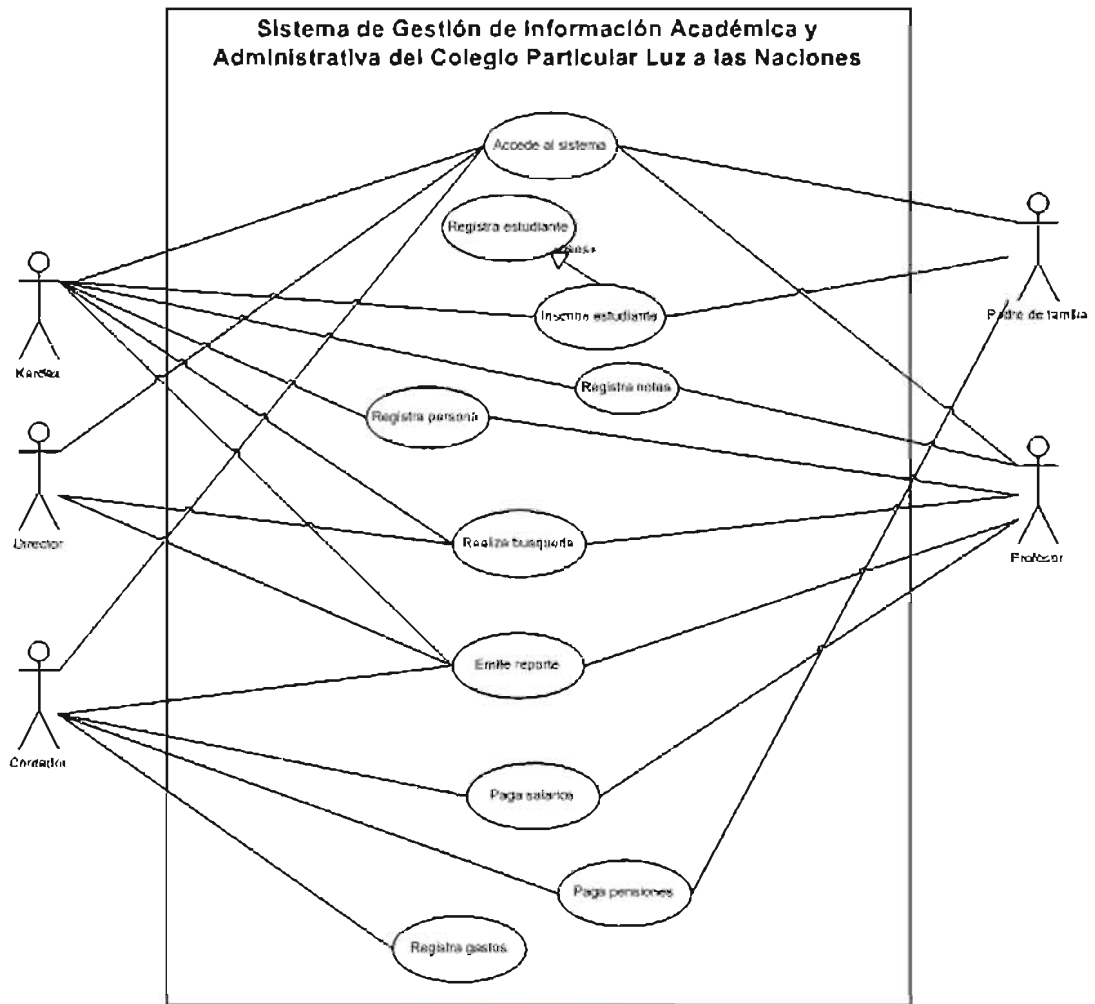 Sistema de Gestión de Información Académica y
Administrativa del Colegio Particular Luz a las Naciones
Accede al sistema
Registra estudiante
Inscribe estudiante
Padre de familia
Kardex
Registra notas
Registra persona
Director
Realiza busqueda
Profesor
Emite reporte
Contador
Paga salarios
Paga pensiones
Registra gastos